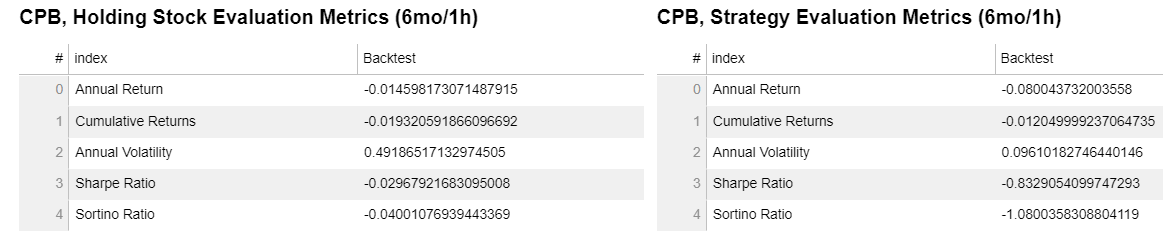 CPB, Holding Stock Evaluation Metrics (6mo/1h)
# index Backtest
0 Annual Return -0.014598173071487915
1 Cumulative Returns -0.019320591866096692
2 Annual Volatility 0.49186517132974505
3 Sharpe Ratio -0.02967921683095008
4 Sortino Ratio -0.04001076939443369
CPB, Strategy Evaluation Metrics (6mo/1h)
# index Backtest
0 Annual Return -0.080043732003558
1 Cumulative Returns -0.012049999237064735
2 Annual Volatility 0.09610182746440146
3 Sharpe Ratio -0.8329054099747293
4 Sortino Ratio -1.0800358308804119